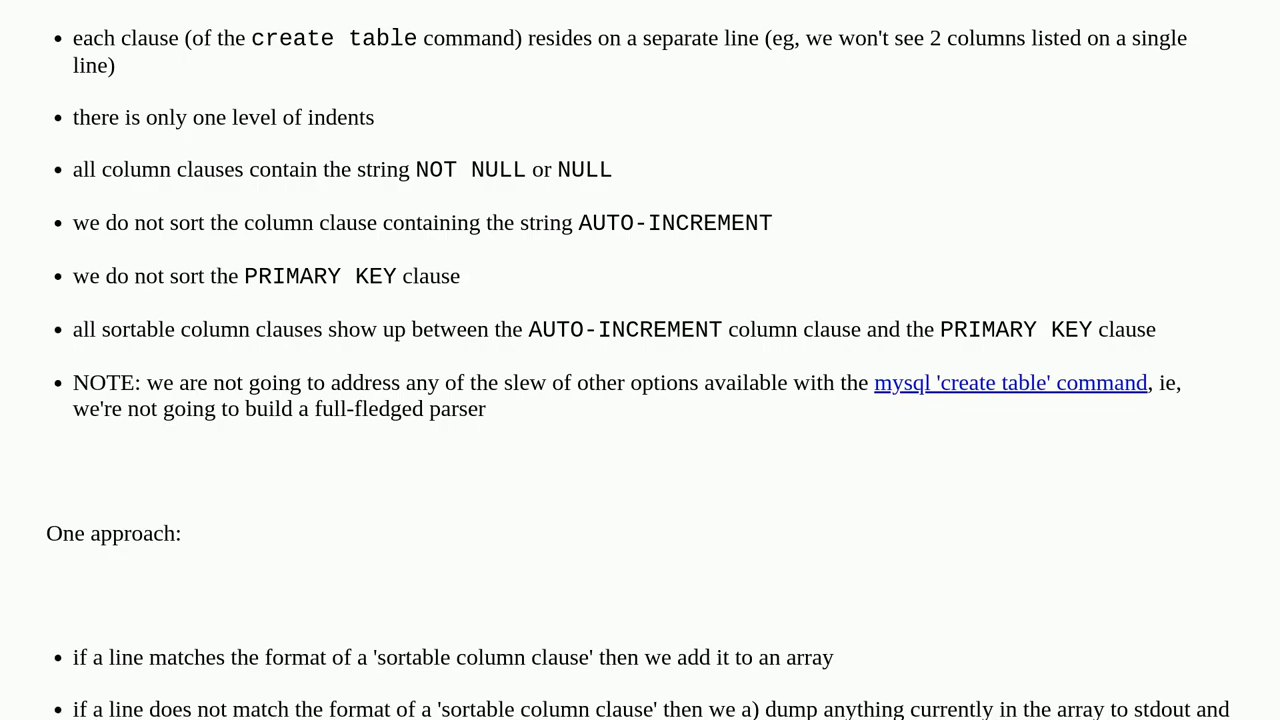 • each clause (of the create table command) resides on a separate line (eg, we won't see 2 columns listed on a single
line)
• there is only one level of indents
• all column clauses contain the string NOT NULL or NULL
• we do not sort the column clause containing the string AUTO-INCREMENT
• we do not sort the PRIMARY KEY clause
• all sortable column clauses show up between the AUTO-INCREMENT column clause and the PRIMARY KEY clause
• NOTE: we are not going to address any of the slew of other options available with the mysql 'create table' command, ie,
we're not going to build a full-fledged parser
One approach:
• if a line matches the format of a 'sortable column clause' then we add it to an array
• if a line does not match the format of a 'sortable column clause' then we a) dump anything currently in the array to stdout and